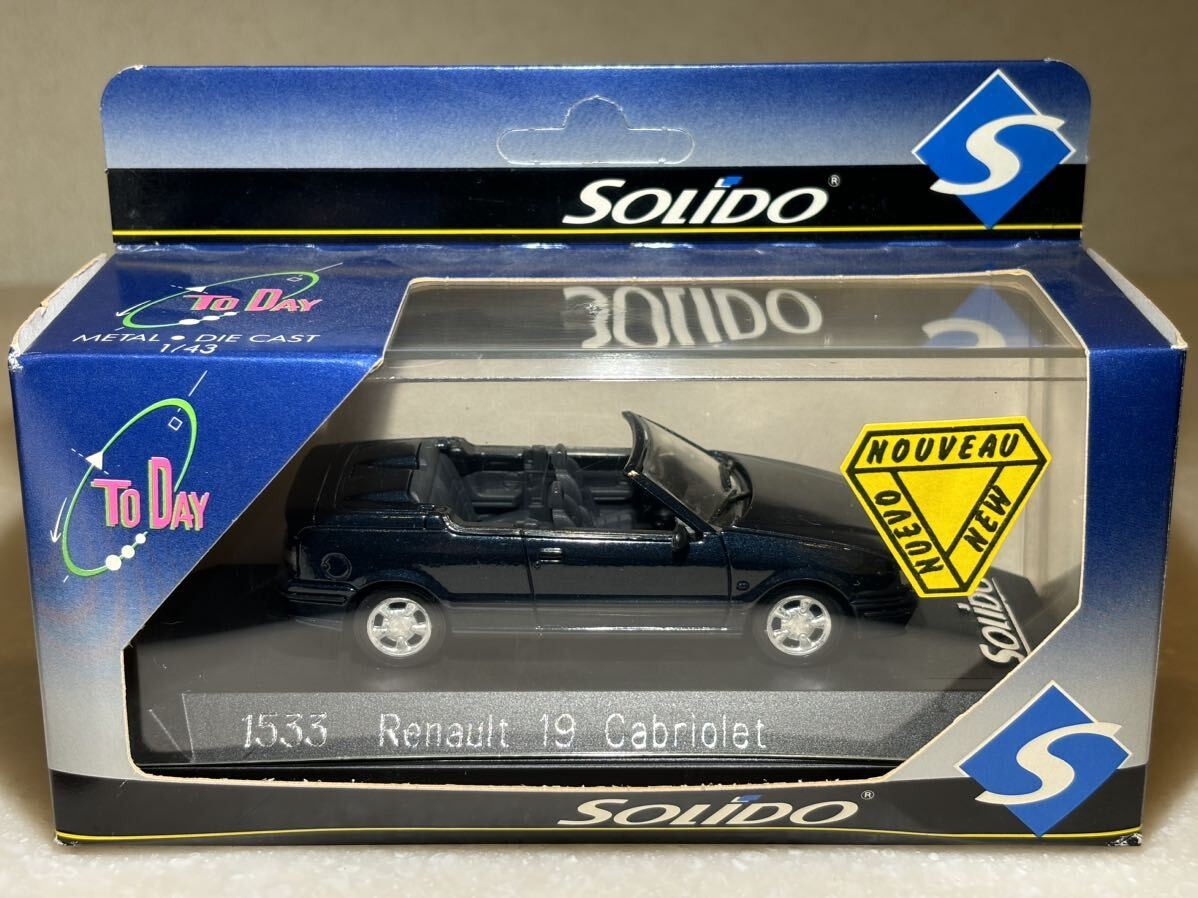 SOLIDO®
TO DAY
METAL • DIE CAST
1/43
SOLIDO
TO DAY
NOUVEAU
NUEVO
NEW
SOLIDO
1533 Renault 19 Cabriolet
SOLIDO®